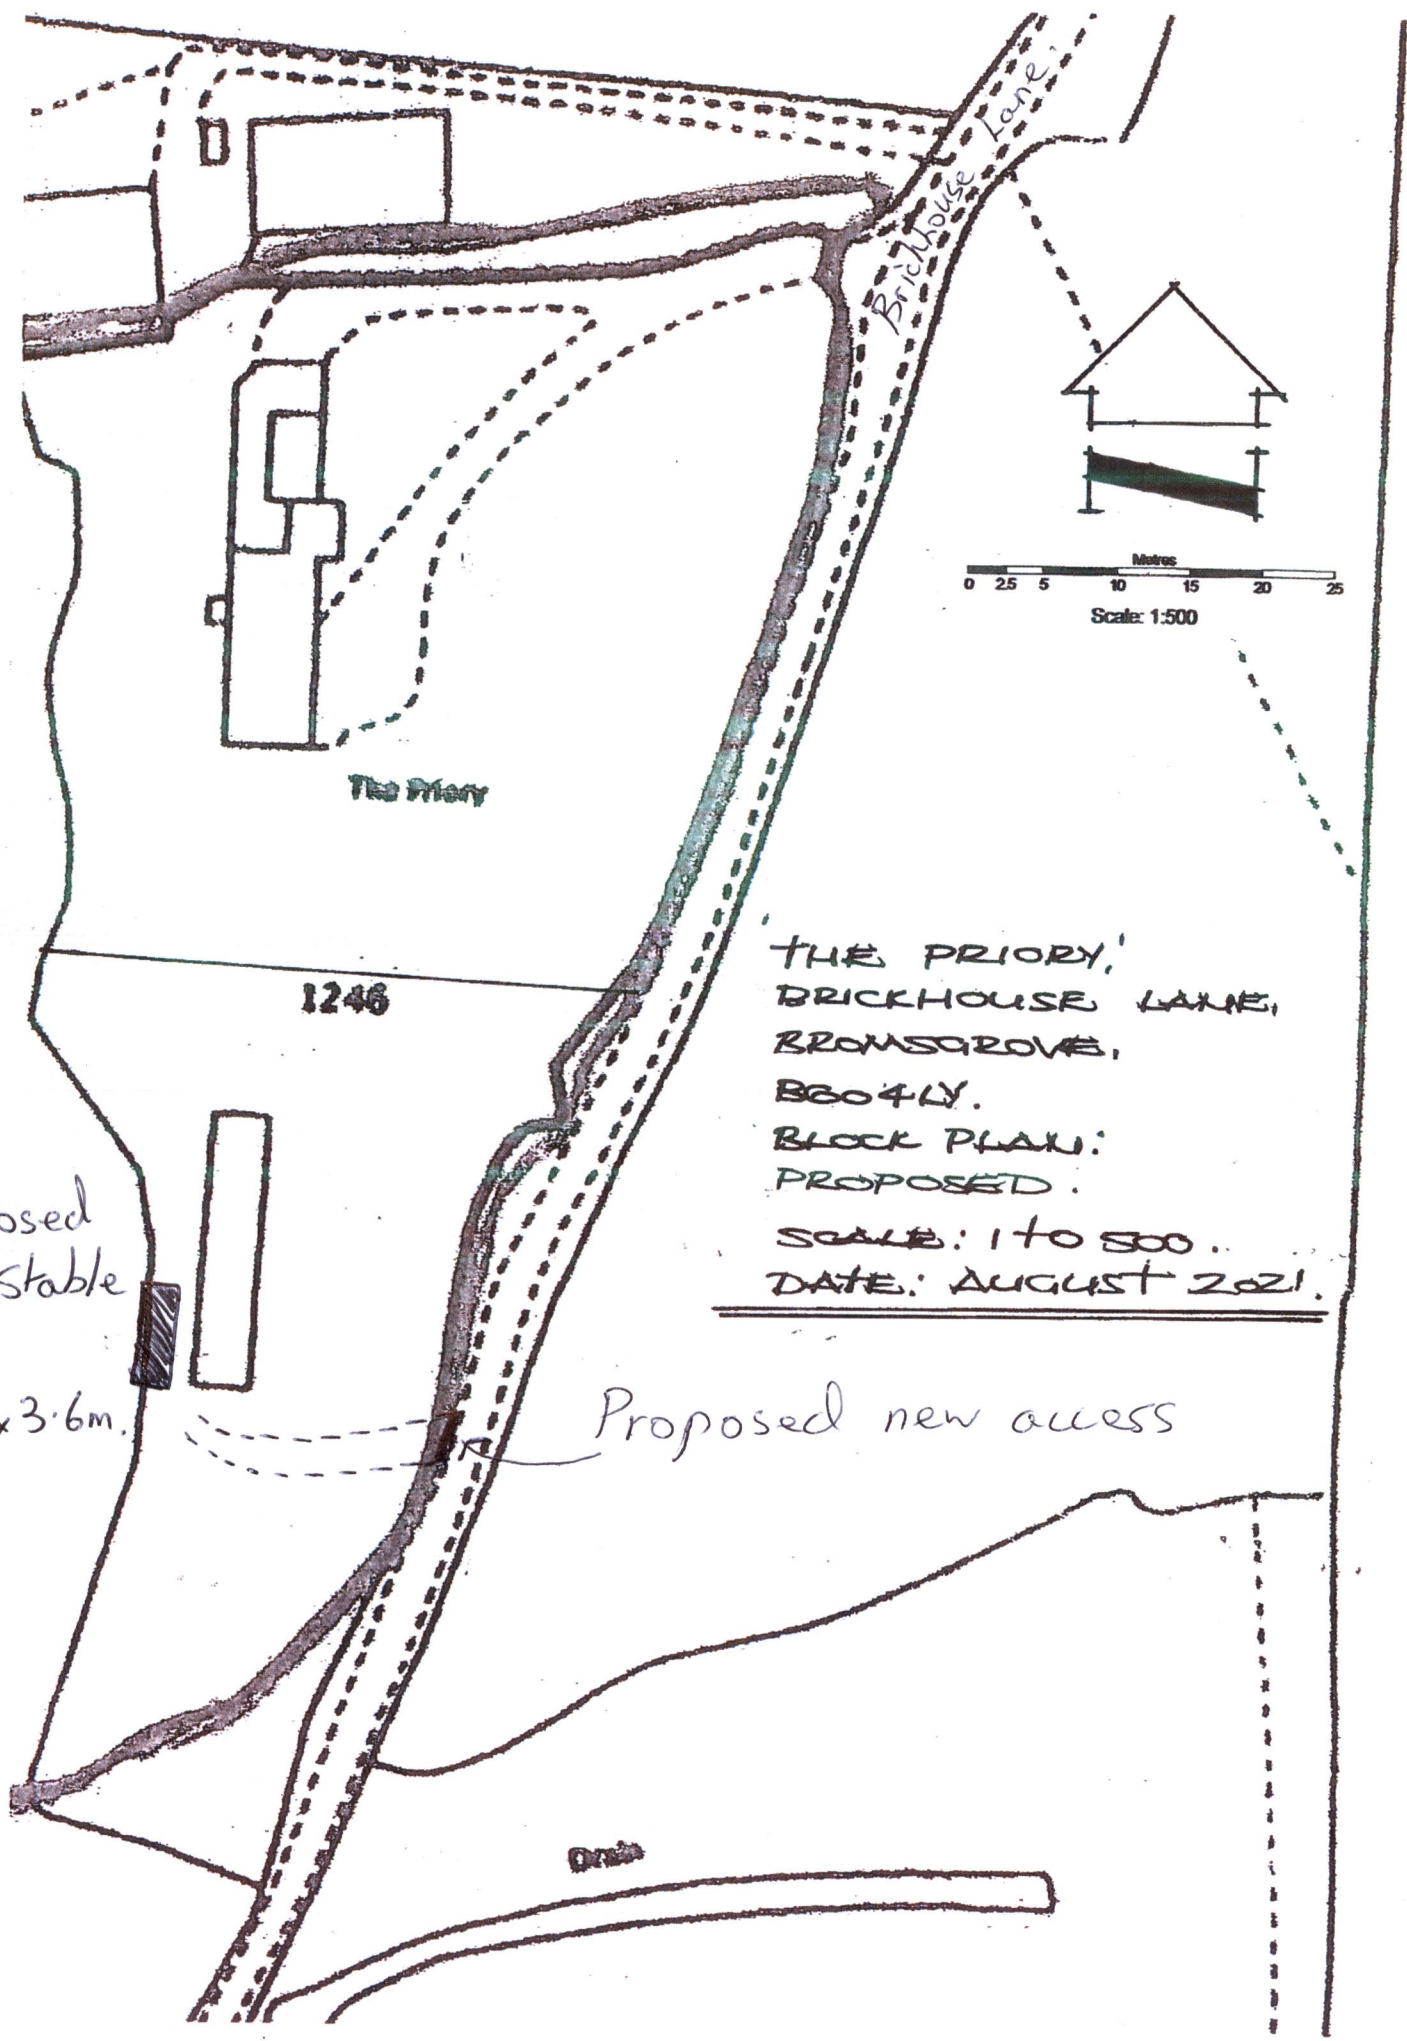 Brickhouse Lane
Metres
0 2.5 5 10 15 20 25
Scale: 1:500
The Priory
THE PRIORY,
BRICKHOUSE LANE,
BROMSGROVE,
B60 4LY.
BLOCK PLAN:
PROPOSED.
SCALE: 1 TO 500.
DATE: AUGUST 2021.
1246
osed
Stable
x 3.6m.
Proposed new access
Drain